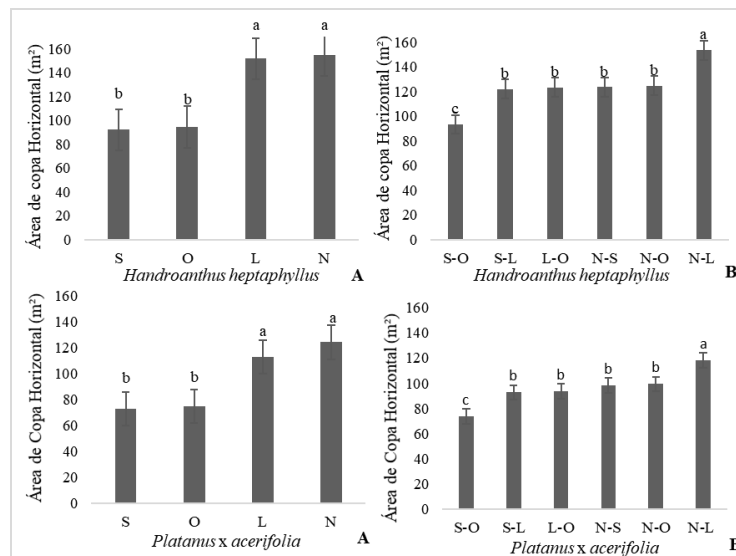 Área de copa Horizontal (m²)
160
140
120
100
80
60
40
20
0
b b a a
S O L N
Handroanthus heptaphyllus A
Área de copa Horizontal (m²)
160
140
120
100
80
60
40
20
0
c b b b b a
S-O S-L L-O N-S N-O N-L
Handroanthus heptaphyllus B
Área de Copa Horizontal (m²)
160
140
120
100
80
60
40
20
0
b b a a
S O L N
Platanus x acerifolia A
Área de Copa Horizontal (m²)
160
140
120
100
80
60
40
20
0
c b b b b a
S-O S-L L-O N-S N-O N-L
Platanus x acerifolia B